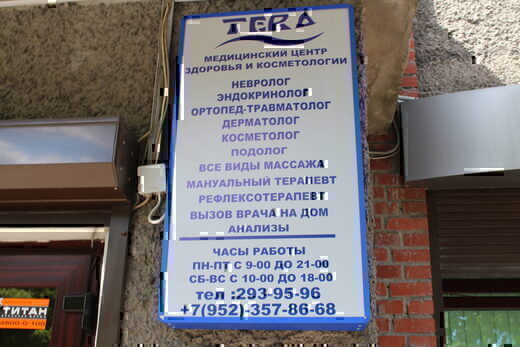 TERA
МЕДИЦИНСКИЙ ЦЕНТР
ЗДОРОВЬЯ И КОСМЕТОЛОГИИ
НЕВРОЛОГ
ЭНДОКРИНОЛОГ
ОРТОПЕД-ТРАВМАТОЛОГ
ДЕРМАТОЛОГ
КОСМЕТОЛОГ
ПОДОЛОГ
ВСЕ ВИДЫ МАССАЖА
МАНУАЛЬНЫЙ ТЕРАПЕВТ
РЕФЛЕКСОТЕРАПЕВТ
ВЫЗОВ ВРАЧА НА ДОМ
АНАЛИЗЫ
ЧАСЫ РАБОТЫ
ПН-ПТ С 9-00 ДО 21-00
СБ-ВС С 10-00 ДО 18-00
тел :293-95-96
+7(952)-357-86-68
ТИТАН